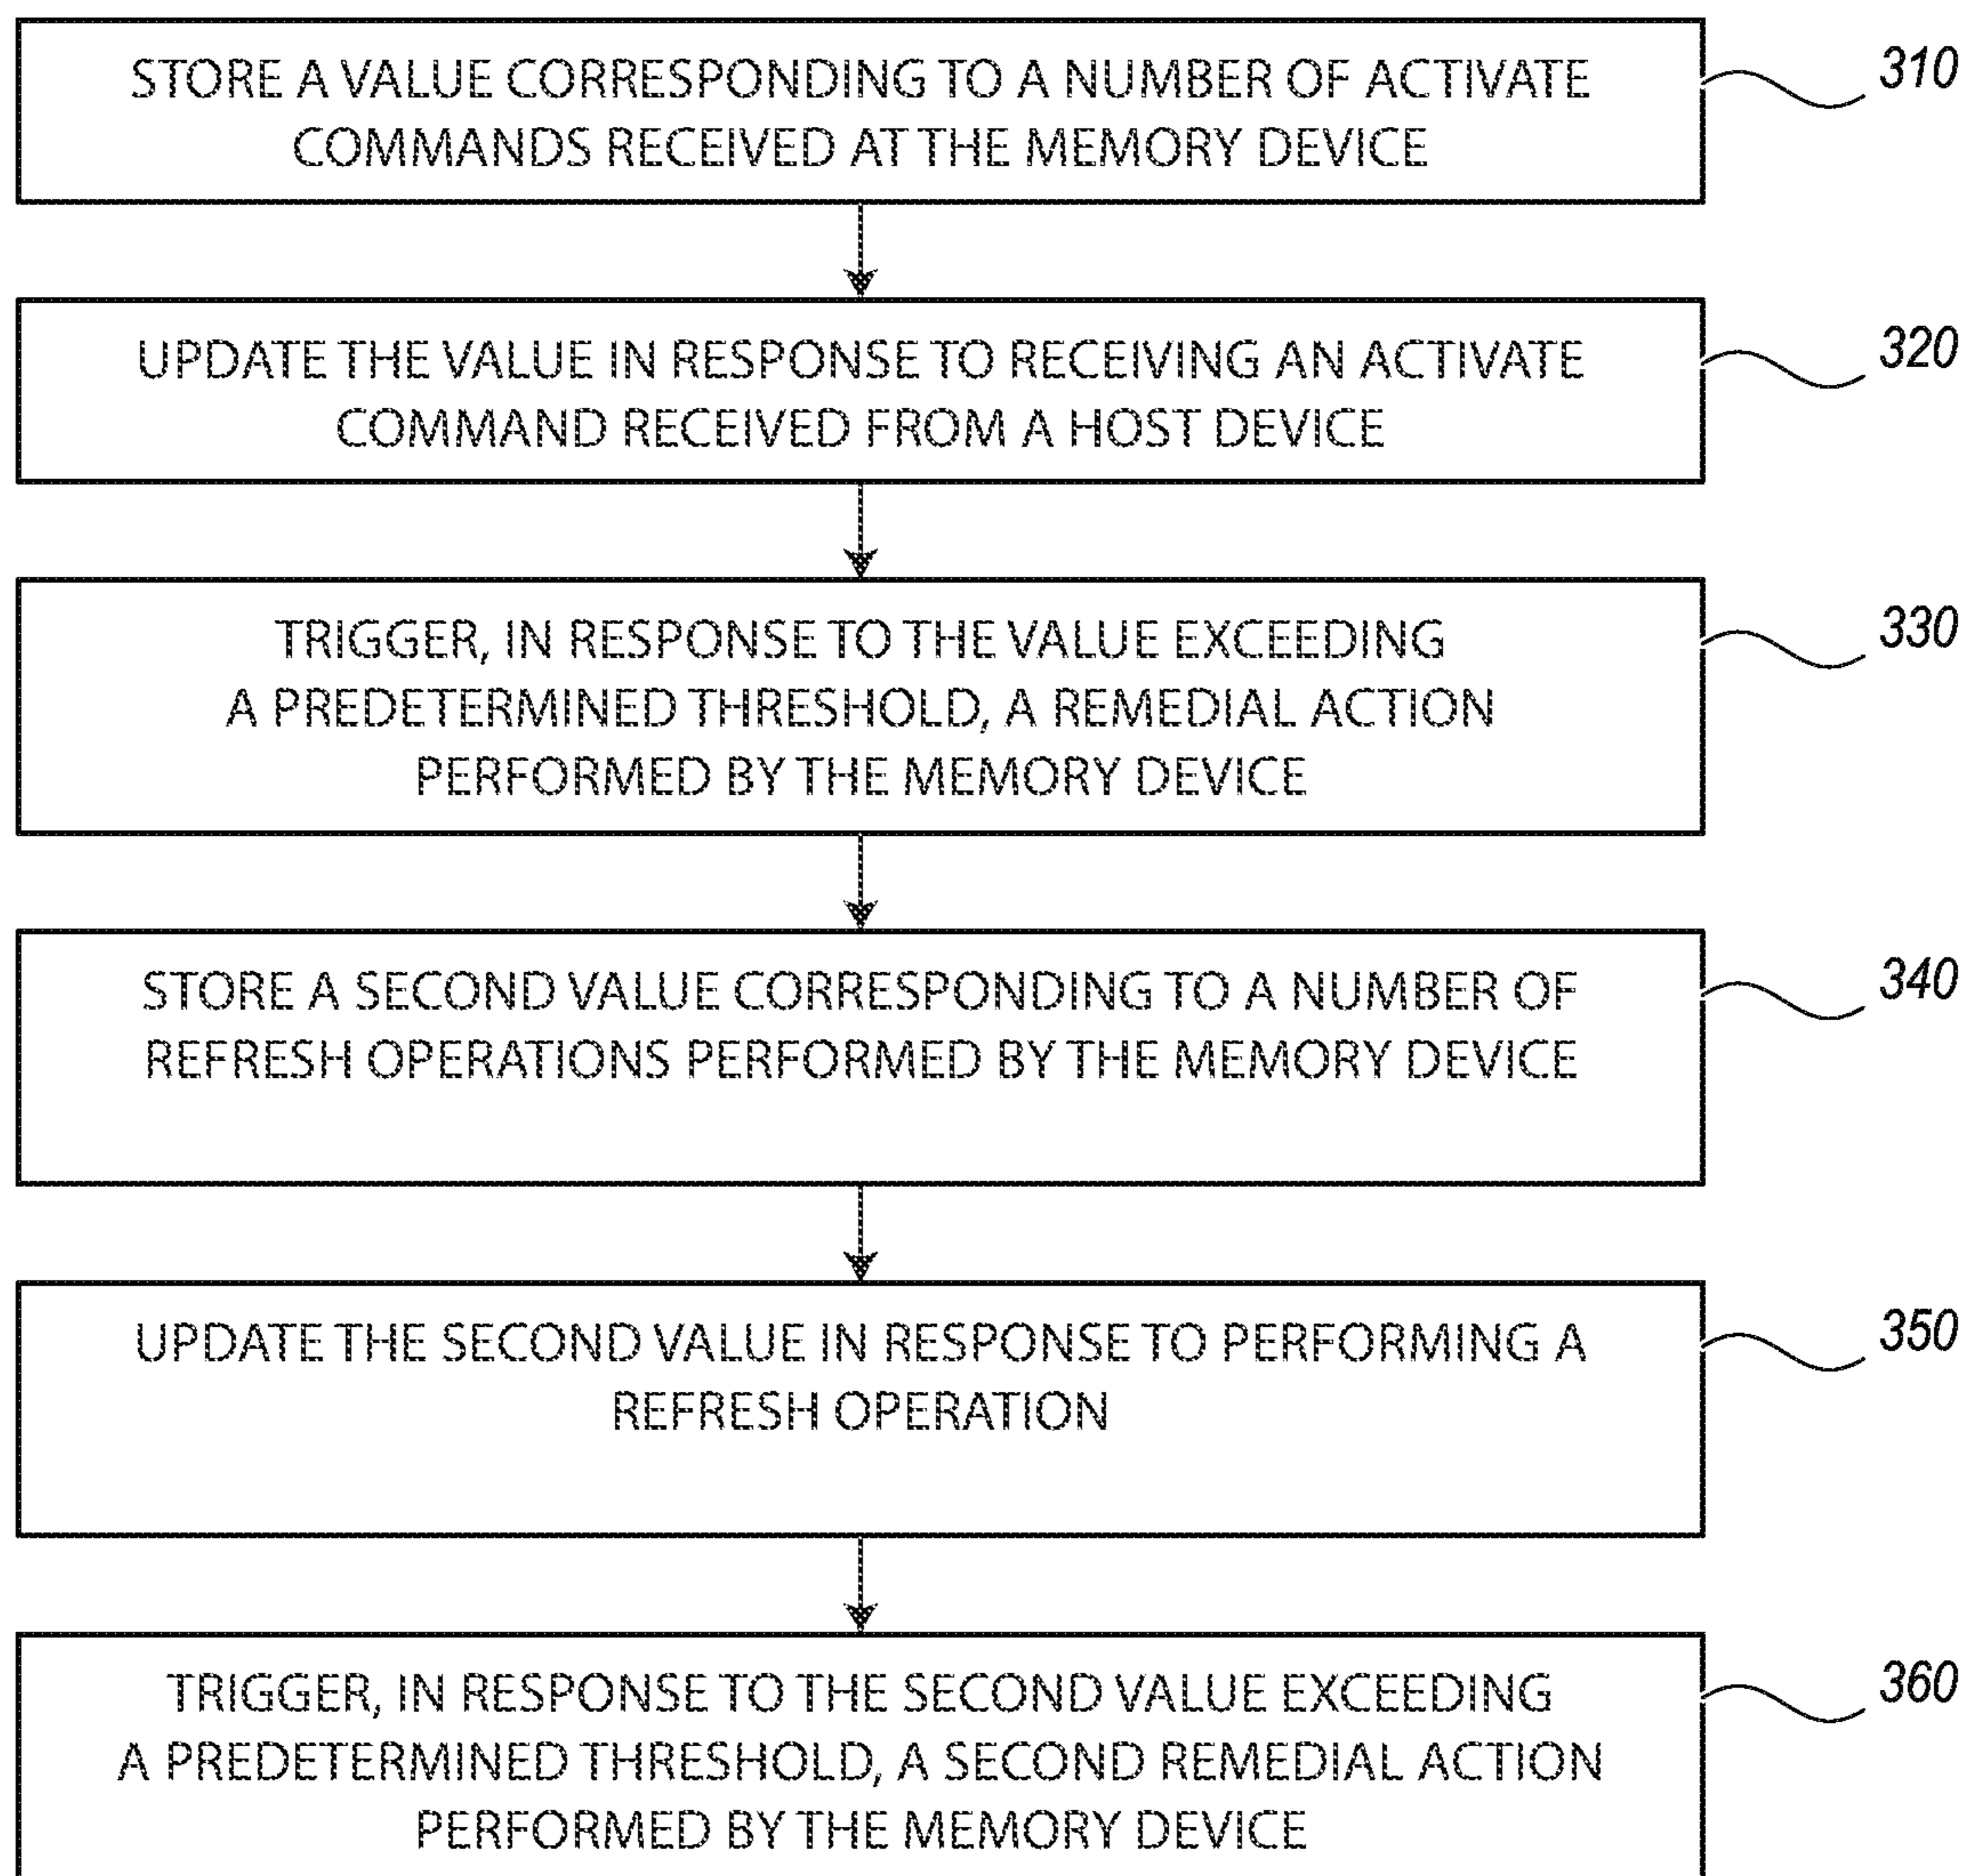 STORE A VALUE CORRESPONDING TO A NUMBER OF ACTIVATE
COMMANDS RECEIVED AT THE MEMORY DEVICE
310
UPDATE THE VALUE IN RESPONSE TO RECEIVING AN ACTIVATE
COMMAND RECEIVED FROM A HOST DEVICE
320
TRIGGER, IN RESPONSE TO THE VALUE EXCEEDING
A PREDETERMINED THRESHOLD, A REMEDIAL ACTION
PERFORMED BY THE MEMORY DEVICE
330
STORE A SECOND VALUE CORRESPONDING TO A NUMBER OF
REFRESH OPERATIONS PERFORMED BY THE MEMORY DEVICE
340
UPDATE THE SECOND VALUE IN RESPONSE TO PERFORMING A
REFRESH OPERATION
350
TRIGGER, IN RESPONSE TO THE SECOND VALUE EXCEEDING
A PREDETERMINED THRESHOLD, A SECOND REMEDIAL ACTION
PERFORMED BY THE MEMORY DEVICE
360